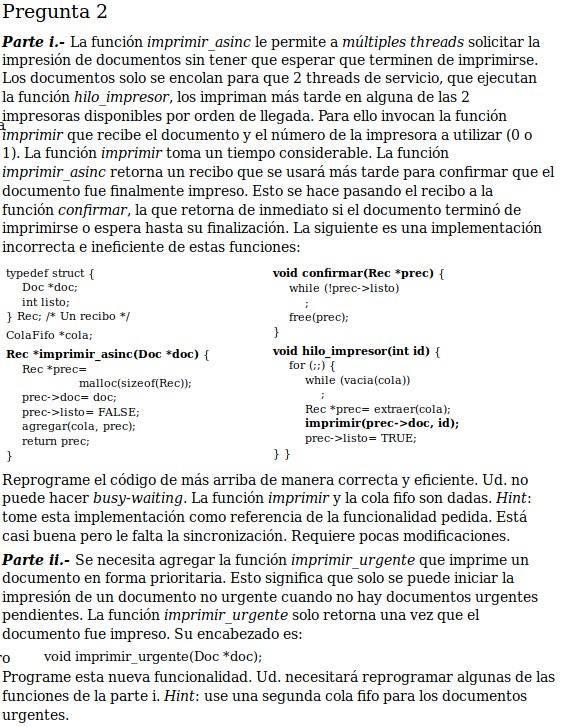 Pregunta 2
Parte i.- La función imprimir_asinc le permite a múltiples threads solicitar la
impresión de documentos sin tener que esperar que terminen de imprimirse.
Los documentos solo se encolan para que 2 threads de servicio, que ejecutan
la función hilo_impresor, los impriman más tarde en alguna de las 2
impresoras disponibles por orden de llegada. Para ello invocan la función
imprimir que recibe el documento y el número de la impresora a utilizar (0 o
1). La función imprimir toma un tiempo considerable. La función
imprimir_asinc retorna un recibo que se usará más tarde para confirmar que el
documento fue finalmente impreso. Esto se hace pasando el recibo a la
función confirmar, la que retorna de inmediato si el documento terminó de
imprimirse o espera hasta su finalización. La siguiente es una implementación
incorrecta e ineficiente de estas funciones:
typedef struct {
Doc *doc;
int listo;
} Rec; /* Un recibo */
ColaFifo *cola;
Rec *imprimir_asinc(Doc *doc) {
Rec *prec=
malloc(sizeof(Rec));
prec->doc= doc;
prec->listo= FALSE;
agregar(cola, prec);
return prec;
}
void confirmar(Rec *prec) {
while (!prec->listo)
;
free(prec);
}
void hilo_impresor(int id) {
for (;;) {
while (vacia(cola))
;
Rec *prec= extraer(cola);
imprimir(prec->doc, id);
prec->listo= TRUE;
} }
Reprograme el código de más arriba de manera correcta y eficiente. Ud. no
puede hacer busy-waiting. La función imprimir y la cola fifo son dadas. Hint:
tome esta implementación como referencia de la funcionalidad pedida. Está
casi buena pero le falta la sincronización. Requiere pocas modificaciones.
Parte ii.- Se necesita agregar la función imprimir_urgente que imprime un
documento en forma prioritaria. Esto significa que solo se puede iniciar la
impresión de un documento no urgente cuando no hay documentos urgentes
pendientes. La función imprimir_urgente solo retorna una vez que el
documento fue impreso. Su encabezado es:
void imprimir_urgente(Doc *doc);
Programe esta nueva funcionalidad. Ud. necesitará reprogramar algunas de las
funciones de la parte i. Hint: use una segunda cola fifo para los documentos
urgentes.